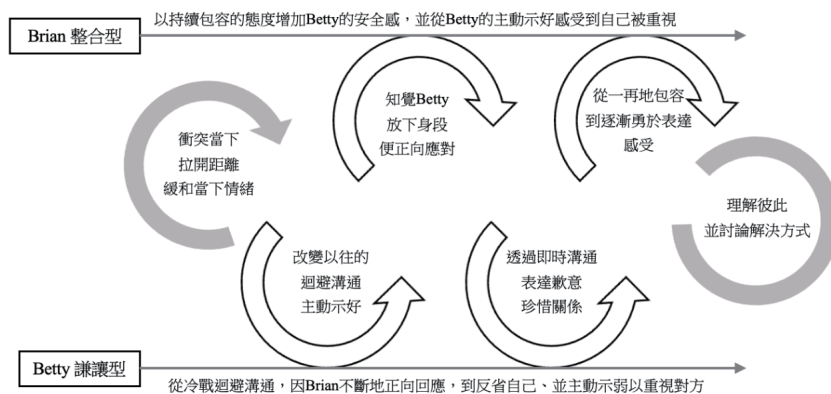 以持續包容的態度增加Betty的安全感，並從Betty的主動示好感受到自己被重視
Brian 整合型
衝突當下
拉開距離
緩和當下情緒
知覺Betty
放下身段
便正向應對
從一再地包容
到逐漸勇於表達
感受
改變以往的
迴避溝通
主動示好
透過即時溝通
表達歉意
珍惜關係
理解彼此
並討論解決方式
Betty 謙讓型
從冷戰迴避溝通，因Brian不斷地正向回應，到反省自己、並主動示弱以重視對方